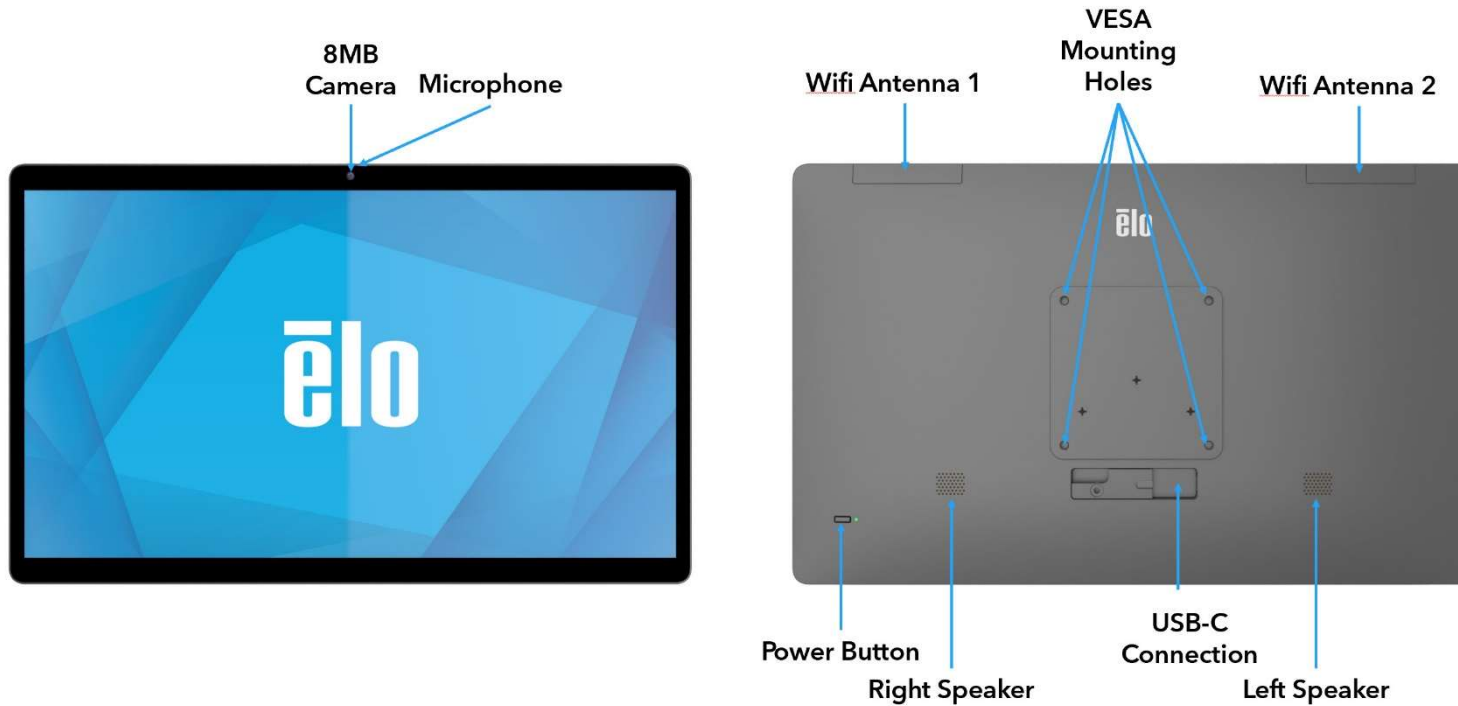 8MB
Camera
Microphone
ēlo
VESA
Mounting
Holes
Wifi Antenna 1
Wifi Antenna 2
ēlo
Power Button
Right Speaker
USB-C
Connection
Left Speaker